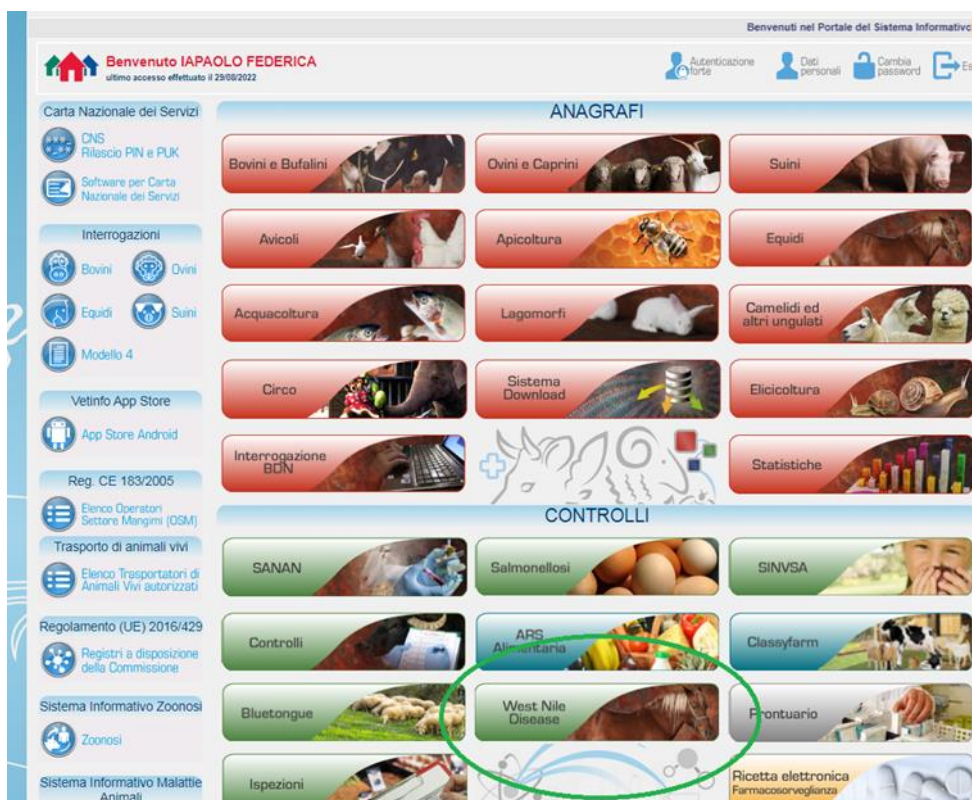 Benvenuti nel Portale del Sistema Informativo
Benvenuto IAPAOLO FEDERICA
ultimo accesso effettuato il 29/08/2022
Autenticazione
forte
Dati
personali
Cambia
password
Es
Carta Nazionale dei Servizi
CNS
Rilascio PIN e PUK
Software per Carta
Nazionale dei Servizi
Interrogazioni
Bovini
Ovini
Equidi
Suini
Modello 4
Vetinfo App Store
App Store Android
Reg. CE 183/2005
Elenco Operatori
Settore Mangimi (OSM)
Trasporto di animali vivi
Elenco Trasportatori di
Animali Vivi autorizzati
Regolamento (UE) 2016/429
Registri a disposizione
della Commissione
Sistema Informativo Zoonosi
Zoonosi
Sistema Informativo Malattie
Animali
ANAGRAFI
Bovini e Bufalini
Ovini e Caprini
Suini
Avicoli
Apicoltura
Equidi
Acquacoltura
Lagomorfi
Camelidi ed
altri ungulati
Circo
Sistema
Download
Elicicoltura
Interrogazione
BDN
Statistiche
CONTROLLI
SANAN
Salmonellosi
SINVSA
Controlli
ARS
Alimentaria
Classyfarm
Bluetongue
West Nile
Disease
Prontuario
Ispezioni
Ricetta elettronica
Farmacosorveglianza